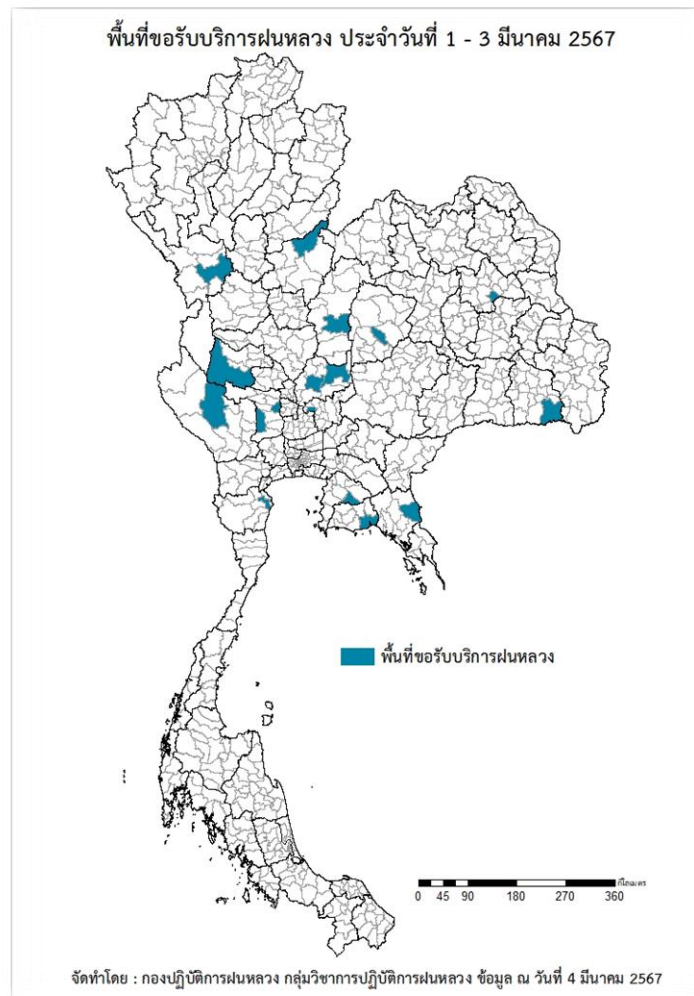 พื้นที่ขอรับบริการฝนหลวง ประจำวันที่ 1 - 3 มีนาคม 2567
พื้นที่ขอรับบริการฝนหลวง
กิโลเมตร
0 45 90 180 270 360
จัดทำโดย : กองปฏิบัติการฝนหลวง กลุ่มวิชาการปฏิบัติการฝนหลวง ข้อมูล ณ วันที่ 4 มีนาคม 2567